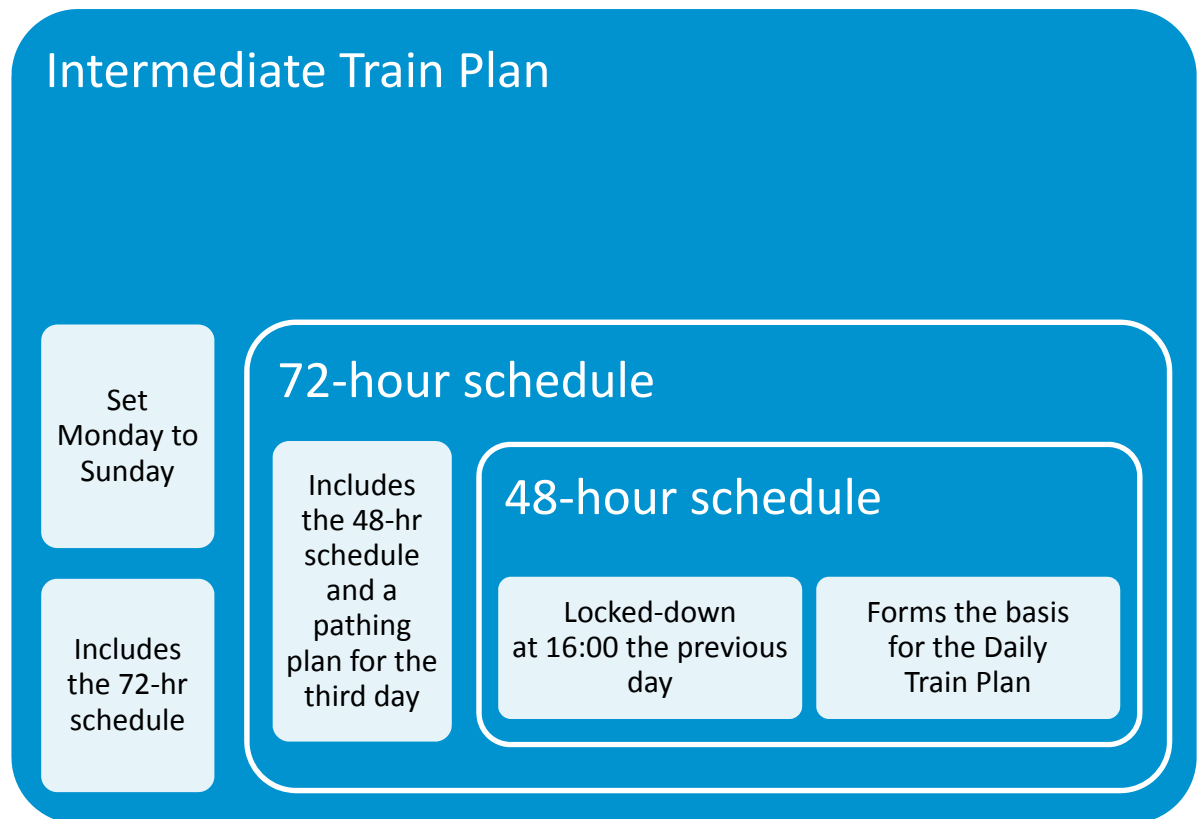 Intermediate Train Plan
Set
Monday to
Sunday
Includes
the 72-hr
schedule
72-hour schedule
Includes
the 48-hr
schedule
and a
pathing
plan for the
third day
48-hour schedule
Locked-down
at 16:00 the previous
day
Forms the basis
for the Daily
Train Plan